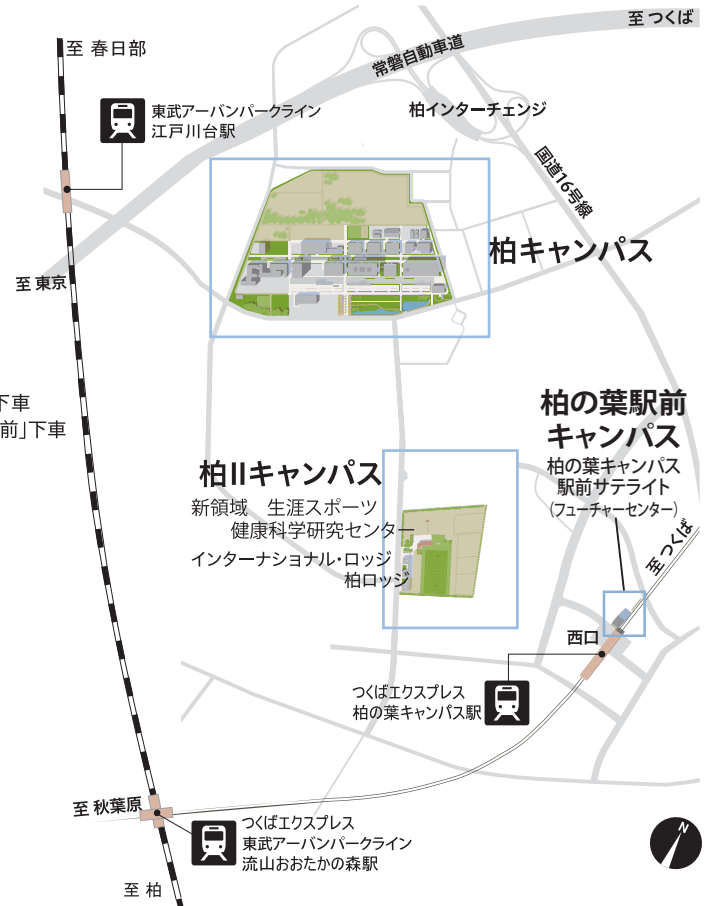 至 つくば
至 春日部
常磐自動車道
東武アーバンパークライン
江戸川台駅
柏インターチェンジ
国道16号線
柏キャンパス
至 東京
下車
前」下車
柏の葉駅前
キャンパス
柏の葉キャンパス
駅前サテライト
(フューチャーセンター)
柏IIキャンパス
新領域　生涯スポーツ
健康科学研究センター
インターナショナル・ロッジ
柏ロッジ
至 つくば
西口
つくばエクスプレス
柏の葉キャンパス駅
至 秋葉原
つくばエクスプレス
東武アーバンパークライン
流山おおたかの森駅
至 柏
N